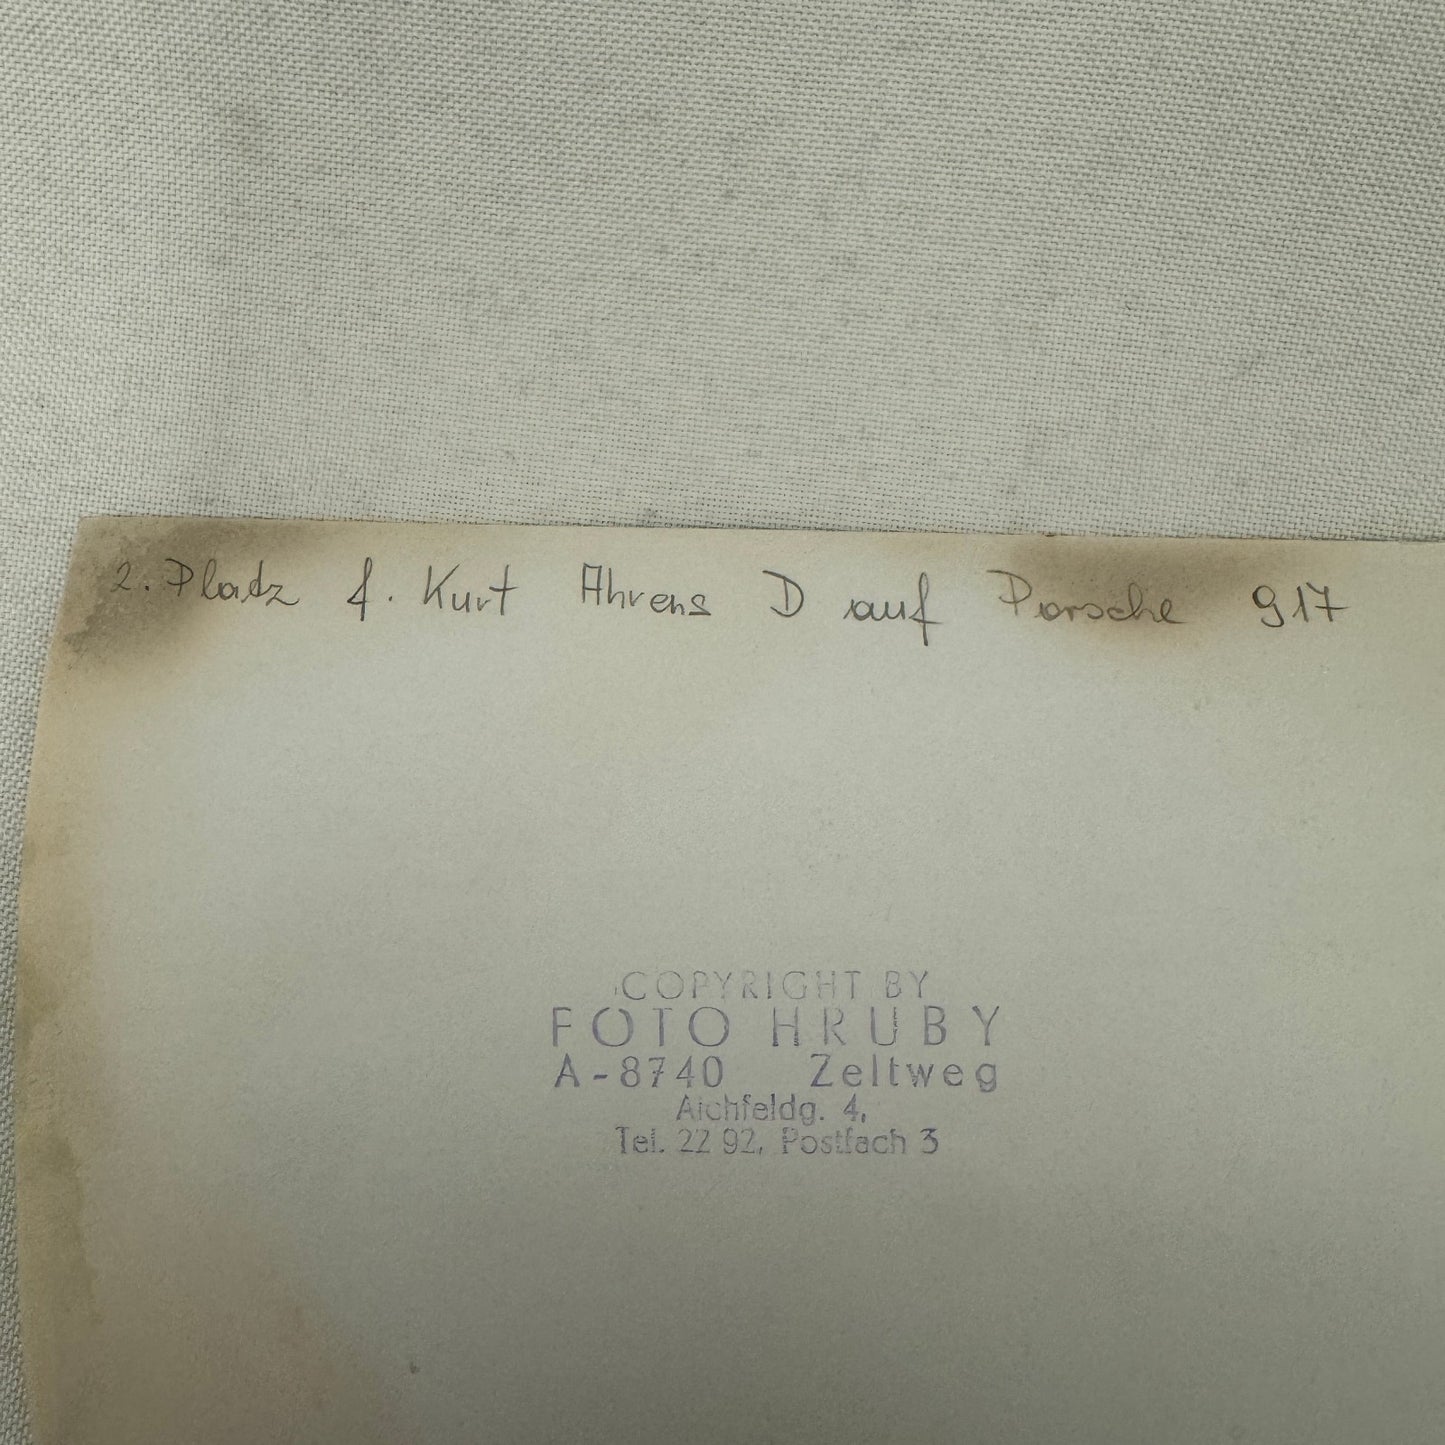 2. Pladz f. Kurt Ahrens D auf Porsche 917
COPYRIGHT BY
FOTO HRUBY
A-8740 Zeltweg
Aichfeldg. 4,
Tel. 22 92, Postfach 3